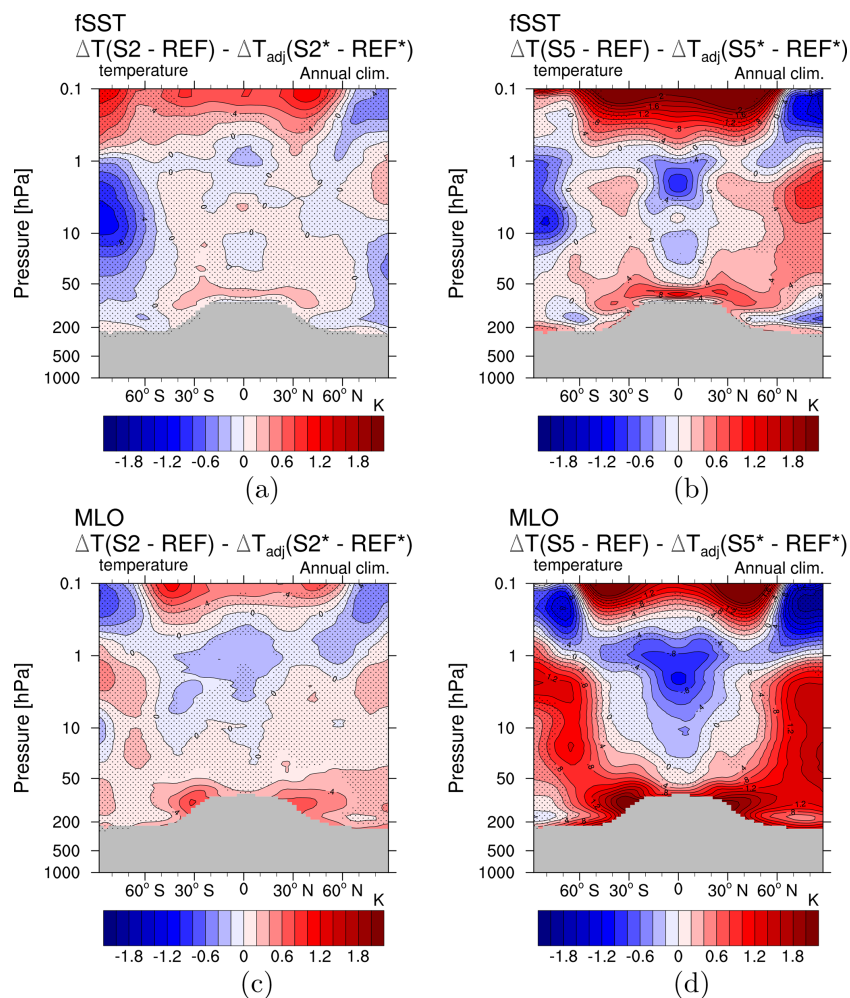 fSST
ΔT(S2 - REF) - ΔTadj(S2* - REF*)
temperature Annual clim.
0.1
1
10
50
200
500
1000
Pressure [hPa]
60° S 30° S 0 30° N 60° N
K
-1.8 -1.2 -0.6 0 0.6 1.2 1.8
(a)
fSST
ΔT(S5 - REF) - ΔTadj(S5* - REF*)
temperature Annual clim.
0.1
1
10
50
200
500
1000
Pressure [hPa]
60° S 30° S 0 30° N 60° N
K
-1.8 -1.2 -0.6 0 0.6 1.2 1.8
(b)
MLO
ΔT(S2 - REF) - ΔTadj(S2* - REF*)
temperature Annual clim.
0.1
1
10
50
200
500
1000
Pressure [hPa]
60° S 30° S 0 30° N 60° N
K
-1.8 -1.2 -0.6 0 0.6 1.2 1.8
(c)
MLO
ΔT(S5 - REF) - ΔTadj(S5* - REF*)
temperature Annual clim.
0.1
1
10
50
200
500
1000
Pressure [hPa]
60° S 30° S 0 30° N 60° N
K
-1.8 -1.2 -0.6 0 0.6 1.2 1.8
(d)